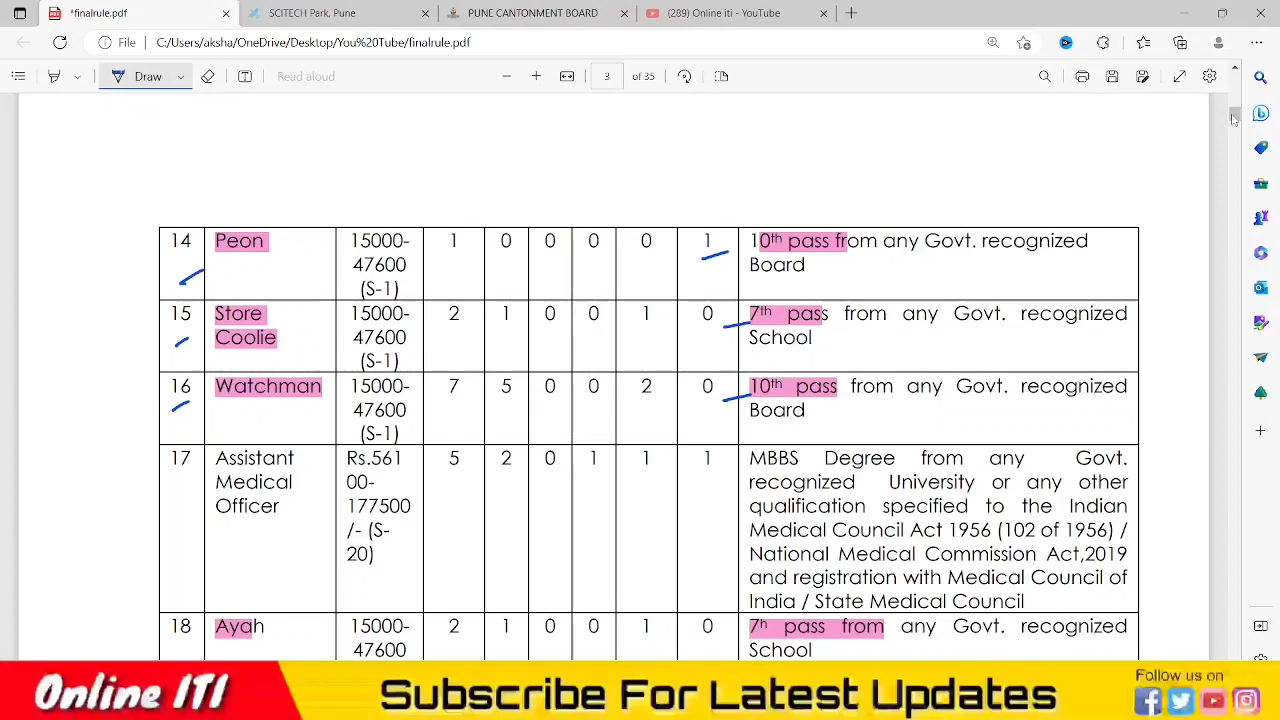 *finalrule.pdf
SCITECH Park, Pune
PUNE CANTONMENT BOARD
(289) Online iti - YouTube
File
C:/Users/aksha/OneDrive/Desktop/You%20Tube/finalrule.pdf
Draw
Read aloud
3
of 35
14 Peon 15000- 1 0 0 0 0 1 10th pass from any Govt. recognized
47600 Board
(S-1)
15 Store 15000- 2 1 0 0 1 0 7th pass from any Govt. recognized
Coolie 47600 School
(S-1)
16 Watchman 15000- 7 5 0 0 2 0 10th pass from any Govt. recognized
47600 Board
(S-1)
17 Assistant Rs.561 5 2 0 1 1 1 MBBS Degree from any Govt.
Medical 00- recognized University or any other
Officer 177500 qualification specified to the Indian
/- (S- Medical Council Act 1956 (102 of 1956) /
20) National Medical Commission Act,2019
and registration with Medical Council of
India / State Medical Council
18 Ayah 15000- 2 1 0 0 1 0 7h pass from any Govt. recognized
47600 School
Online ITI
Subscribe For Latest Updates
Follow us on